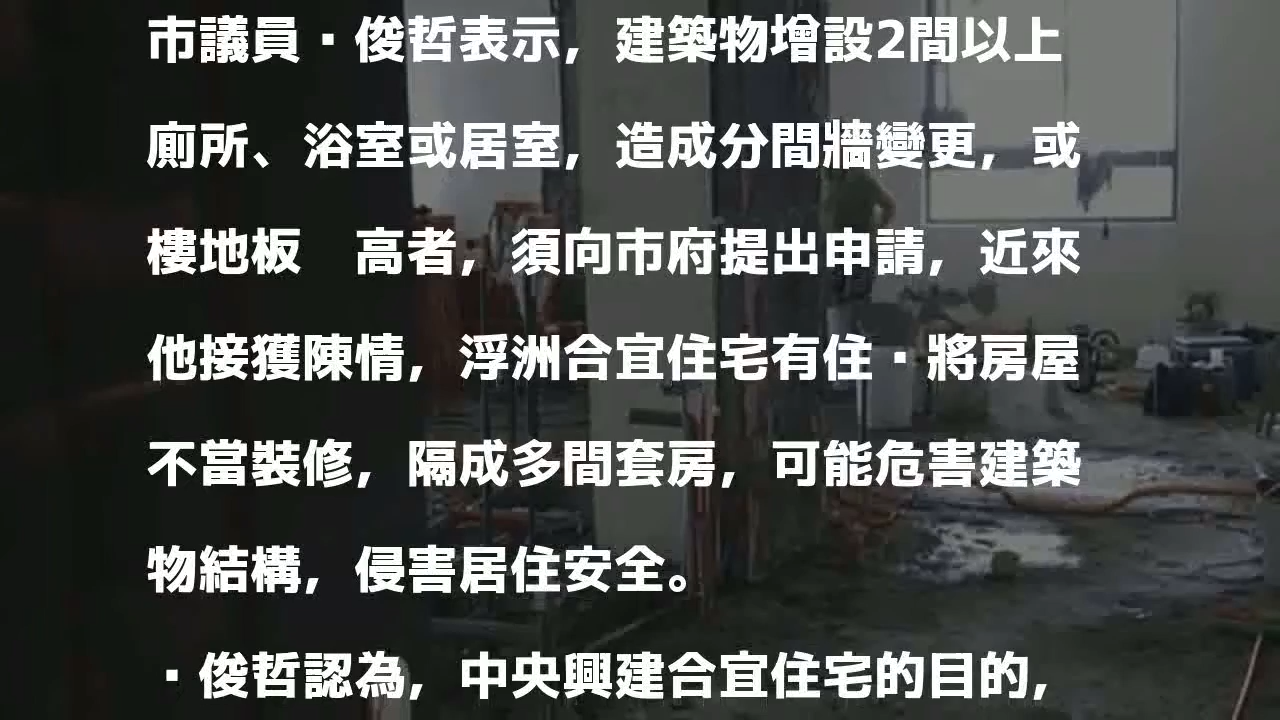 市議員・俊哲表示，建築物增設2間以上
廁所、浴室或居室，造成分間牆變更，或
樓地板　高者，須向市府提出申請，近來
他接獲陳情，浮洲合宜住宅有住・將房屋
不當裝修，隔成多間套房，可能危害建築
物結構，侵害居住安全。
・俊哲認為，中央興建合宜住宅的目的，